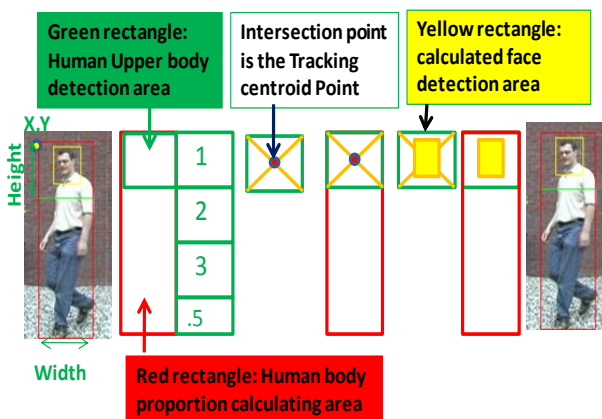 Green rectangle:
Human Upper body
detection area
Intersection point
is the Tracking
centroid Point
Yellow rectangle:
calculated face
detection area
X,Y
Height
Width
1
2
3
.5
Red rectangle: Human body
proportion calculating area